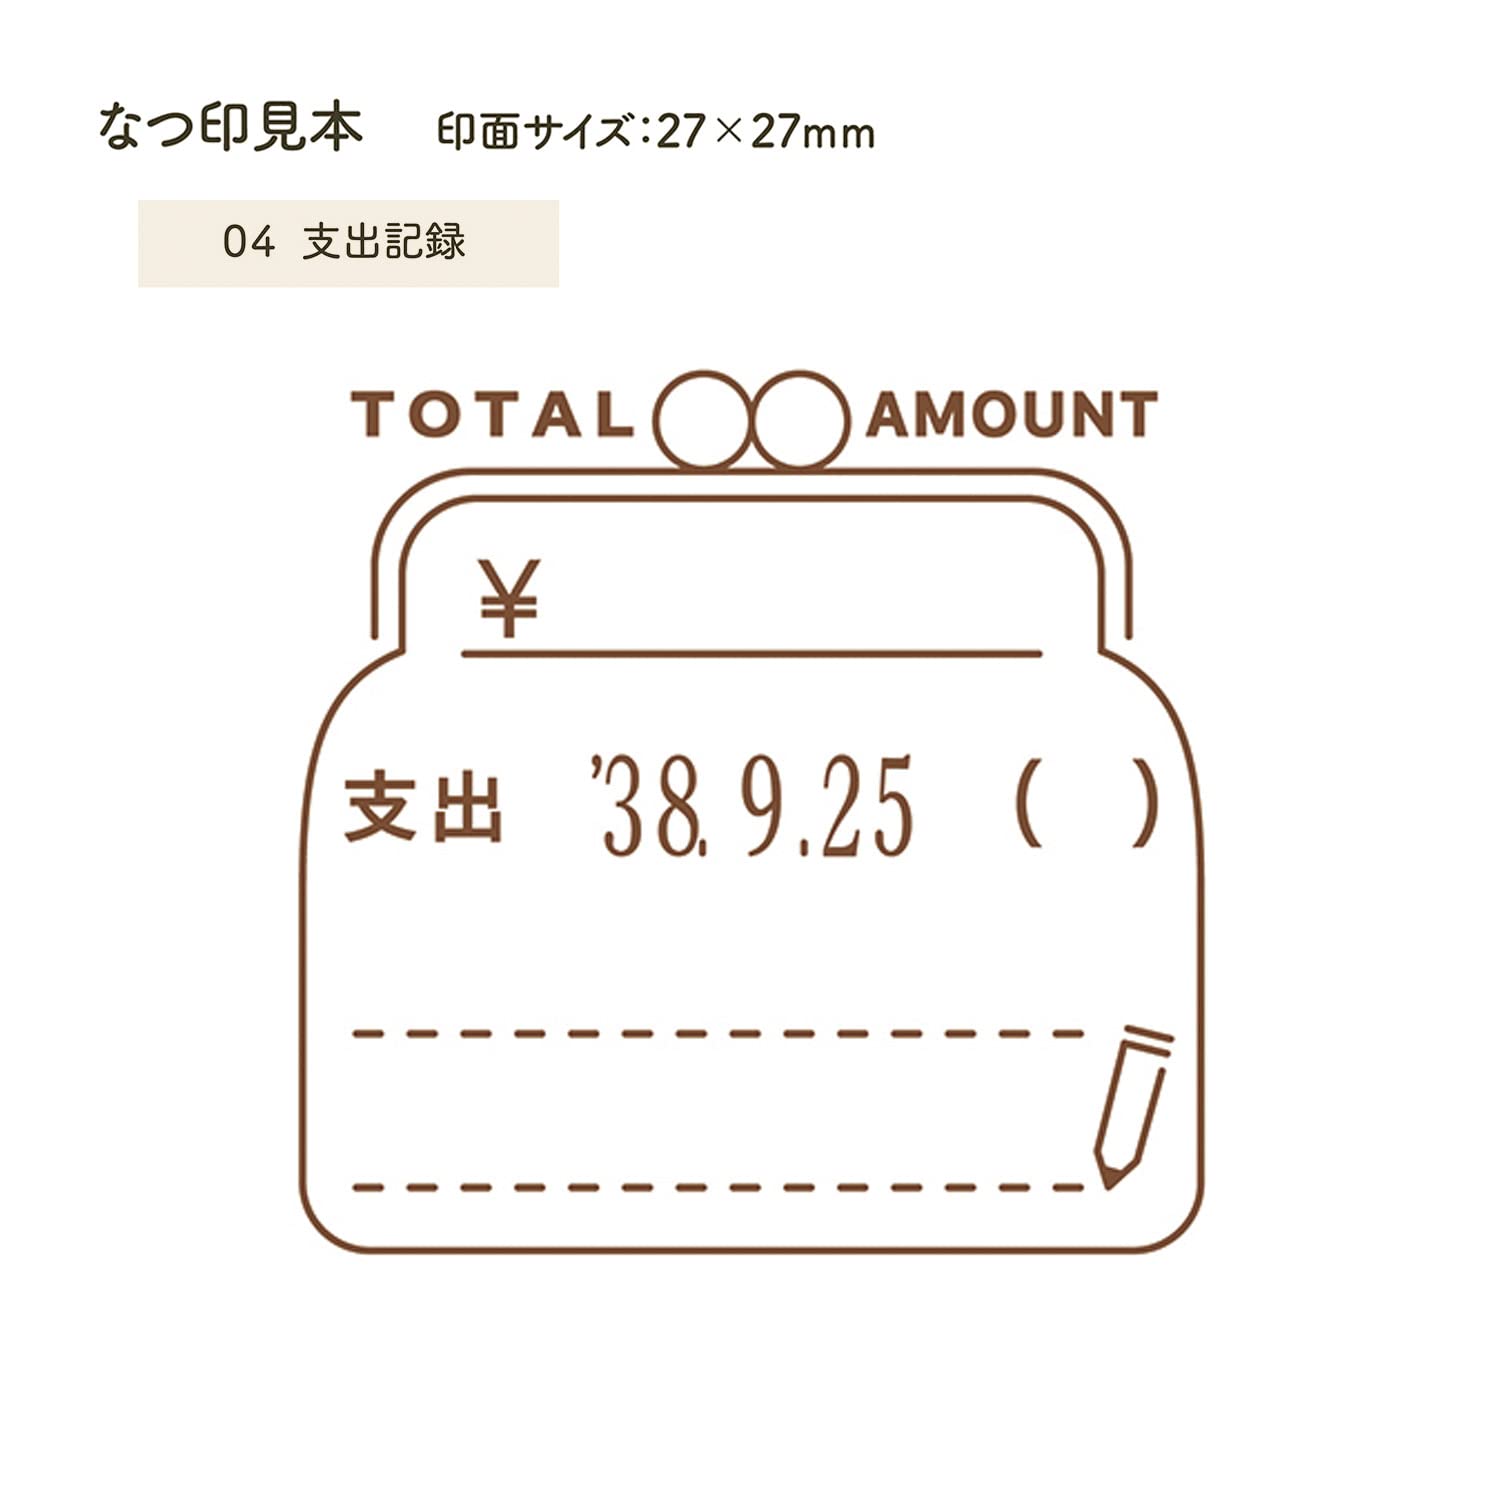 なつ印見本 印面サイズ：27×27mm
04 支出記録
TOTAL AMOUNT
¥
支出 '38. 9.25 ( )